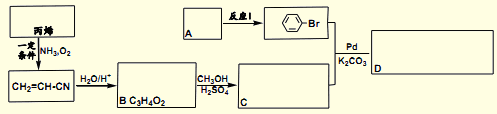 丙烯
一定条件
NH3,O2
CH2=CH-CN
H2O/H+
B C3H4O2
CH3OH
H2SO4
C
A
反应I
Br
Pd
K2CO3
D